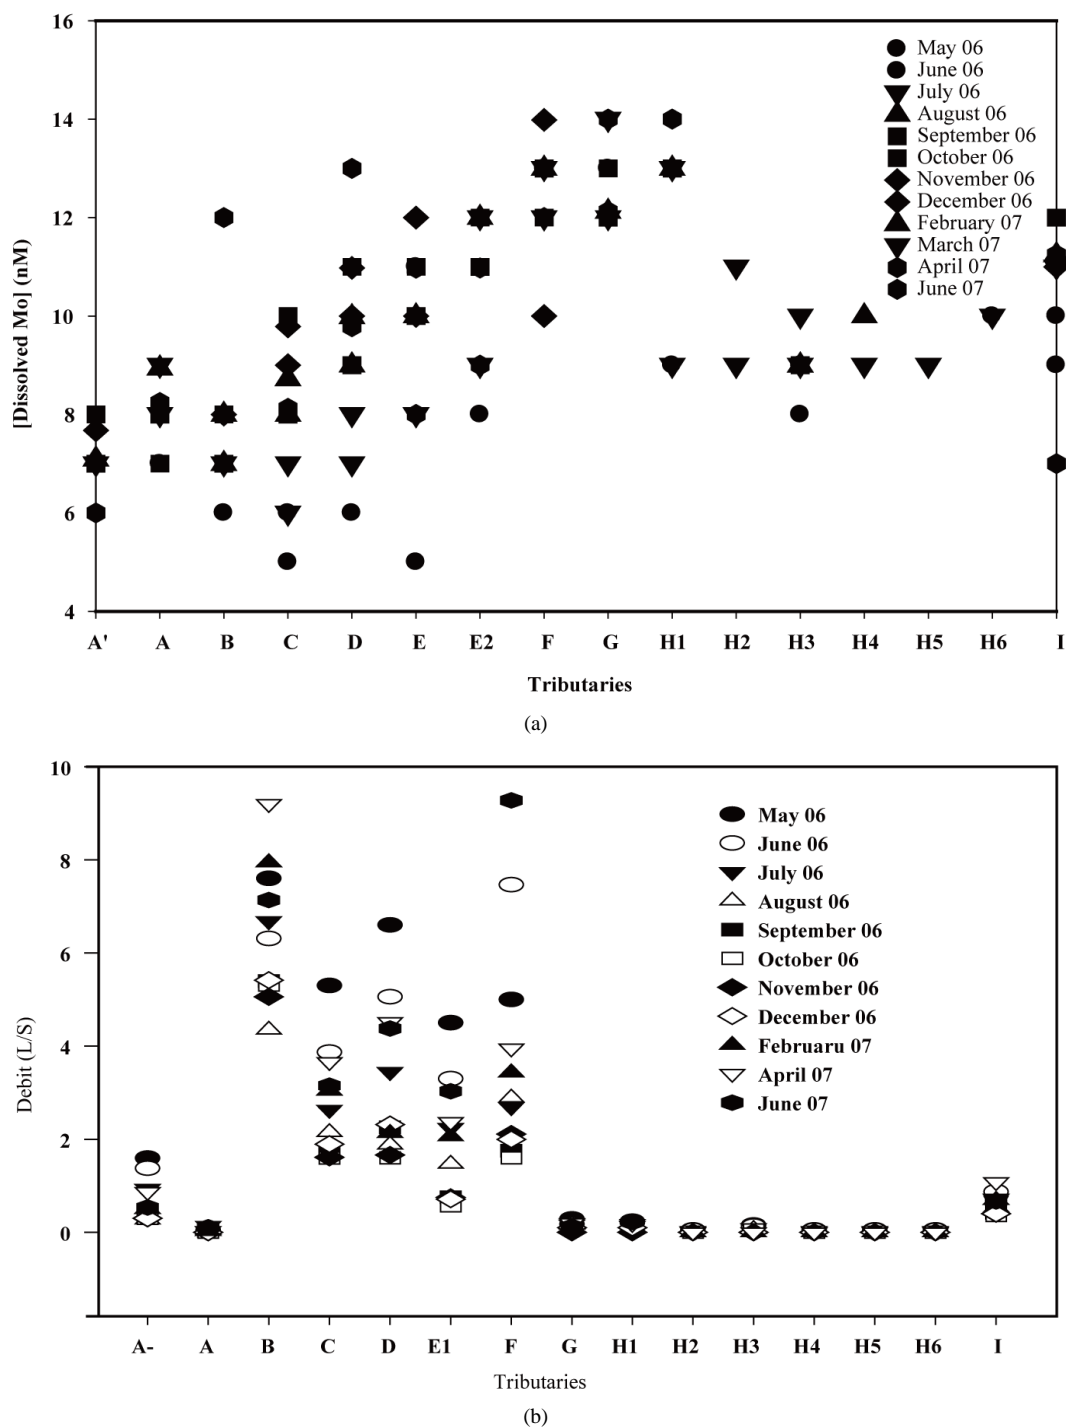 16
14
12
10
8
6
4
[Dissolved Mo] (nM)
May 06
June 06
July 06
August 06
September 06
October 06
November 06
December 06
February 07
March 07
April 07
June 07
A' A B C D E E2 F G H1 H2 H3 H4 H5 H6 I
Tributaries
(a)
10
8
6
4
2
0
Debit (L/S)
May 06
June 06
July 06
August 06
September 06
October 06
November 06
December 06
Februaru 07
April 07
June 07
A- A B C D E1 F G H1 H2 H3 H4 H5 H6 I
Tributaries
(b)